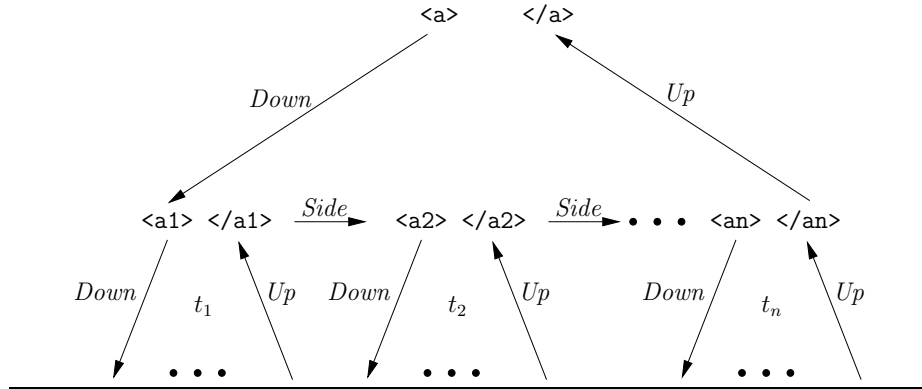 <a> </a>
Down Up
<a1> </a1> Side <a2> </a2> Side • • • <an> </an>
Down t1 Up Down t2 Up Down tn Up
• • • • • • • • •